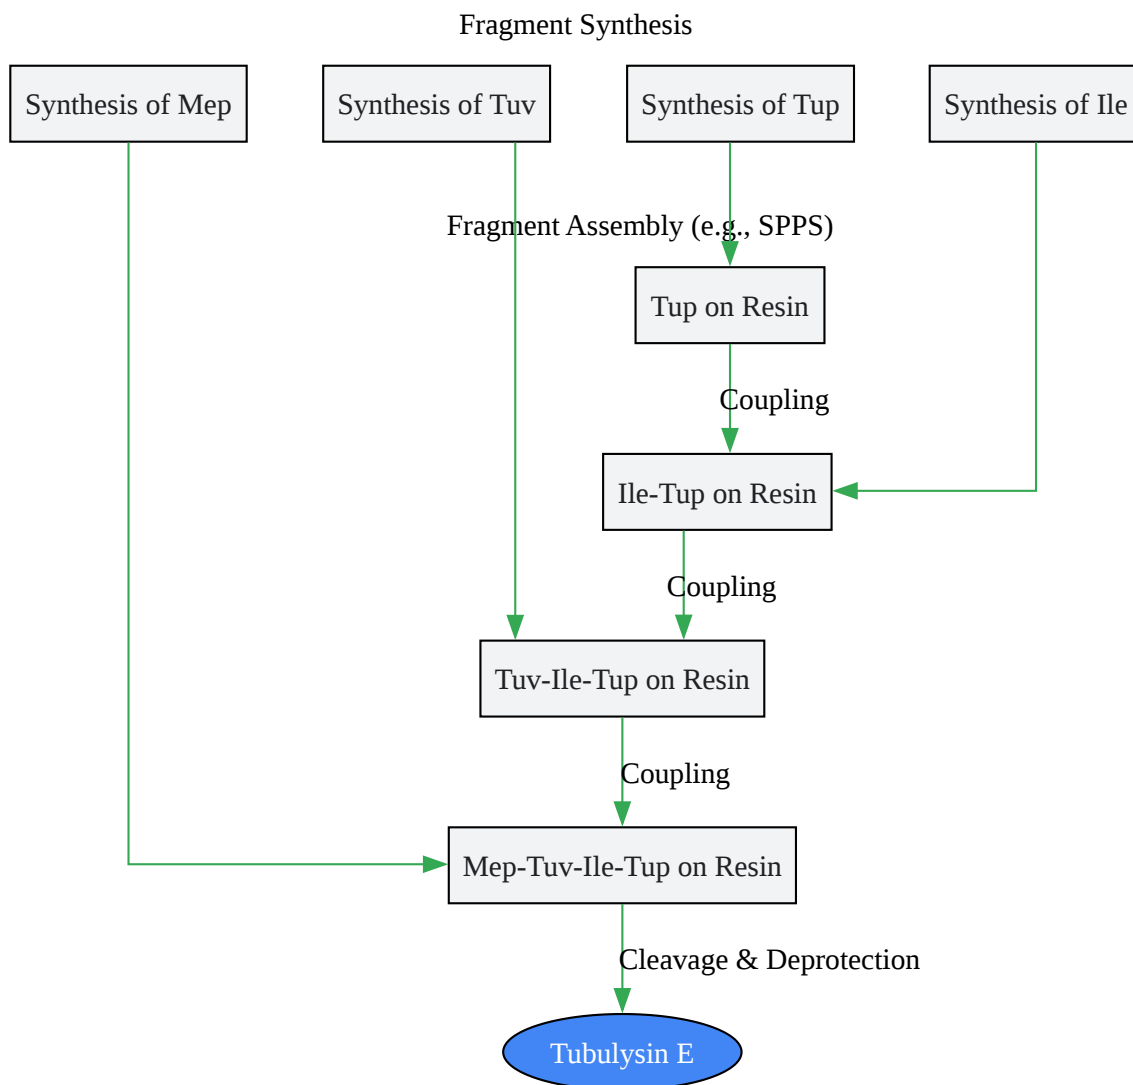 Fragment Synthesis
Synthesis of Mep
Synthesis of Tuv
Synthesis of Tup
Synthesis of Ile
Fragment Assembly (e.g., SPPS)
Tup on Resin
Coupling
Ile-Tup on Resin
Coupling
Tuv-Ile-Tup on Resin
Coupling
Mep-Tuv-Ile-Tup on Resin
Cleavage & Deprotection
Tubulysin E